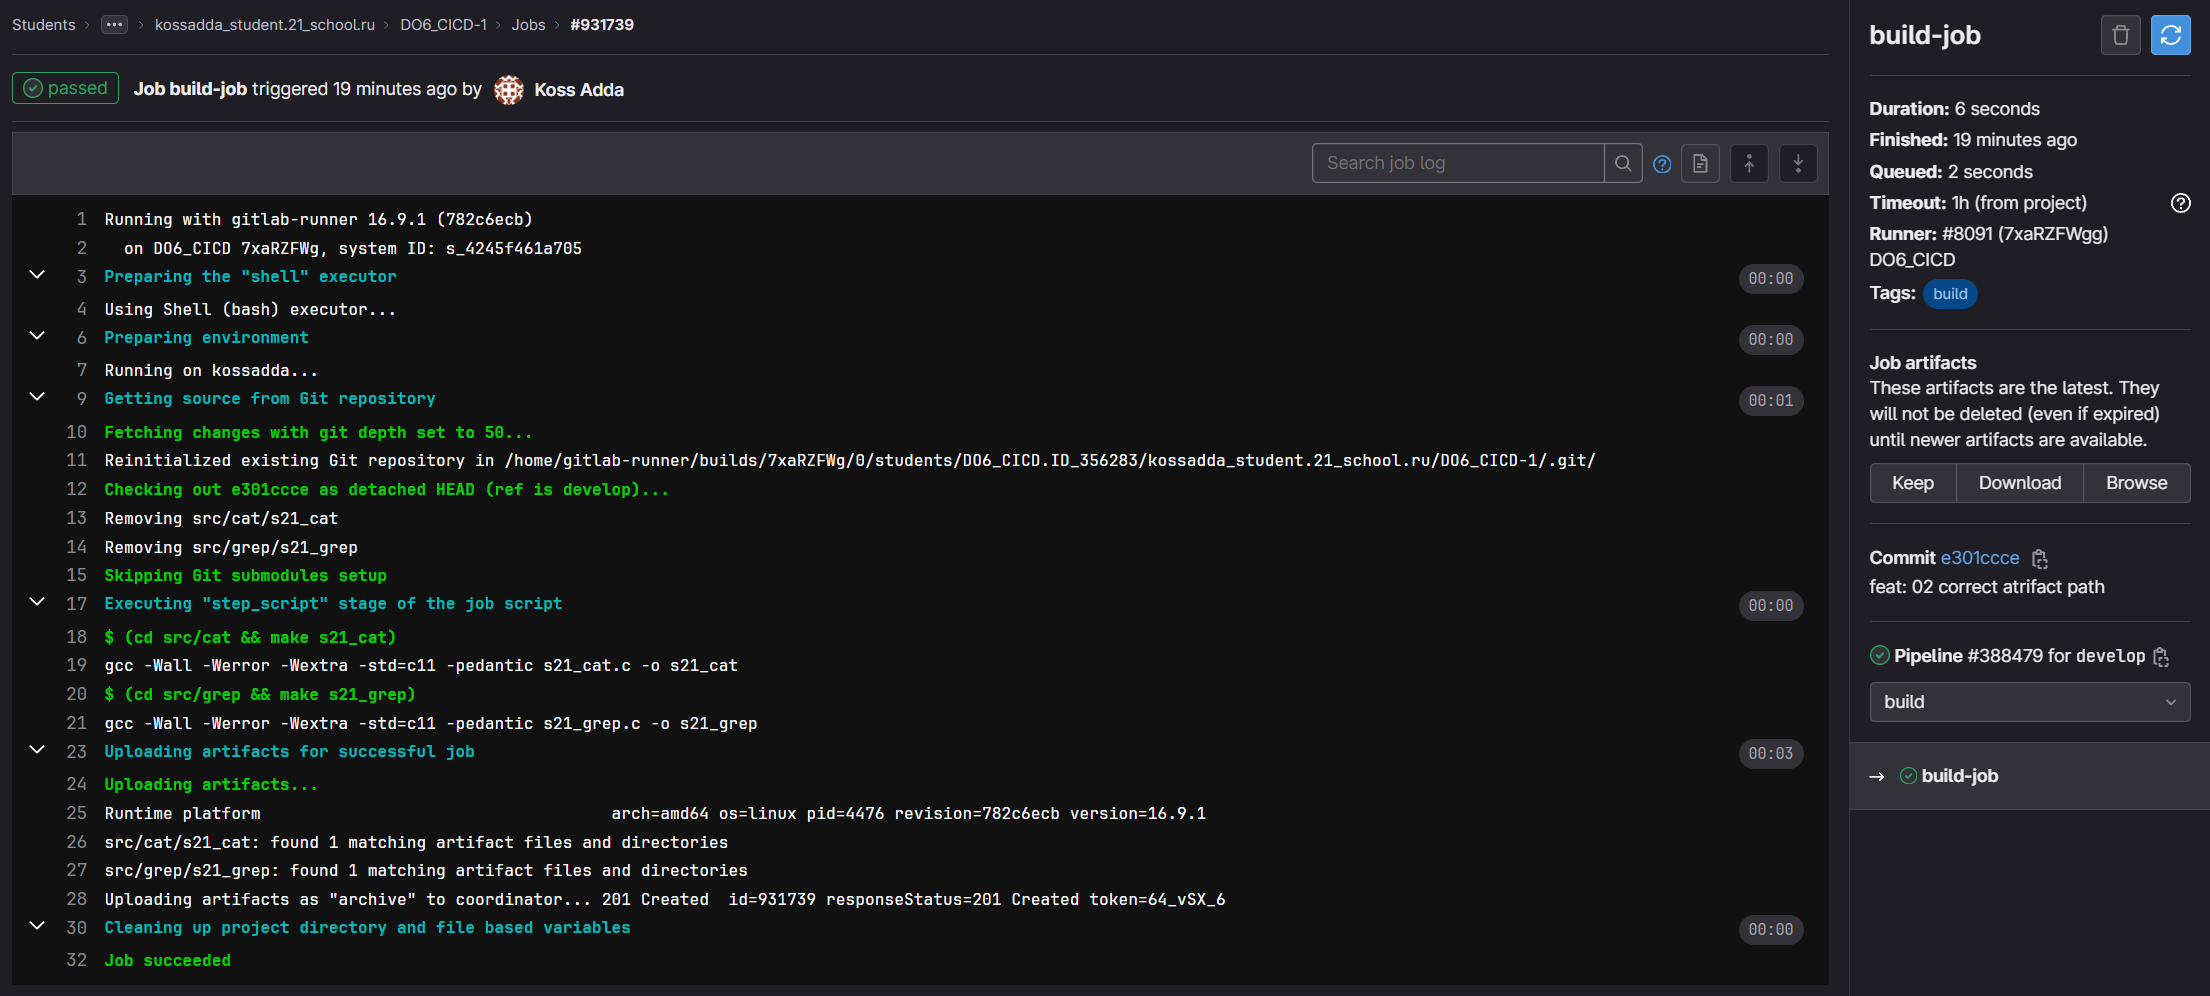 Students › ••• › kossadda_student.21_school.ru › DO6_CICD-1 › Jobs › #931739
passed Job build-job triggered 19 minutes ago by Koss Adda
Search job log
1 Running with gitlab-runner 16.9.1 (782c6ecb)
2 on DO6_CICD 7xaRZFWg, system ID: s_4245f461a705
3 Preparing the "shell" executor 00:00
4 Using Shell (bash) executor...
6 Preparing environment 00:00
7 Running on kossadda...
9 Getting source from Git repository 00:01
10 Fetching changes with git depth set to 50...
11 Reinitialized existing Git repository in /home/gitlab-runner/builds/7xaRZFWg/0/students/DO6_CICD.ID_356283/kossadda_student.21_school.ru/DO6_CICD-1/.git/
12 Checking out e301ccce as detached HEAD (ref is develop)...
13 Removing src/cat/s21_cat
14 Removing src/grep/s21_grep
15 Skipping Git submodules setup
17 Executing "step_script" stage of the job script 00:00
18 $ (cd src/cat && make s21_cat)
19 gcc -Wall -Werror -Wextra -std=c11 -pedantic s21_cat.c -o s21_cat
20 $ (cd src/grep && make s21_grep)
21 gcc -Wall -Werror -Wextra -std=c11 -pedantic s21_grep.c -o s21_grep
23 Uploading artifacts for successful job 00:03
24 Uploading artifacts...
25 Runtime platform arch=amd64 os=linux pid=4476 revision=782c6ecb version=16.9.1
26 src/cat/s21_cat: found 1 matching artifact files and directories
27 src/grep/s21_grep: found 1 matching artifact files and directories
28 Uploading artifacts as "archive" to coordinator... 201 Created id=931739 responseStatus=201 Created token=64_vSX_6
30 Cleaning up project directory and file based variables 00:00
32 Job succeeded
build-job
Duration: 6 seconds
Finished: 19 minutes ago
Queued: 2 seconds
Timeout: 1h (from project)
Runner: #8091 (7xaRZFWgg)
DO6_CICD
Tags: build
Job artifacts
These artifacts are the latest. They
will not be deleted (even if expired)
until newer artifacts are available.
Keep Download Browse
Commit e301ccce
feat: 02 correct atrifact path
Pipeline #388479 for develop
build
→ build-job